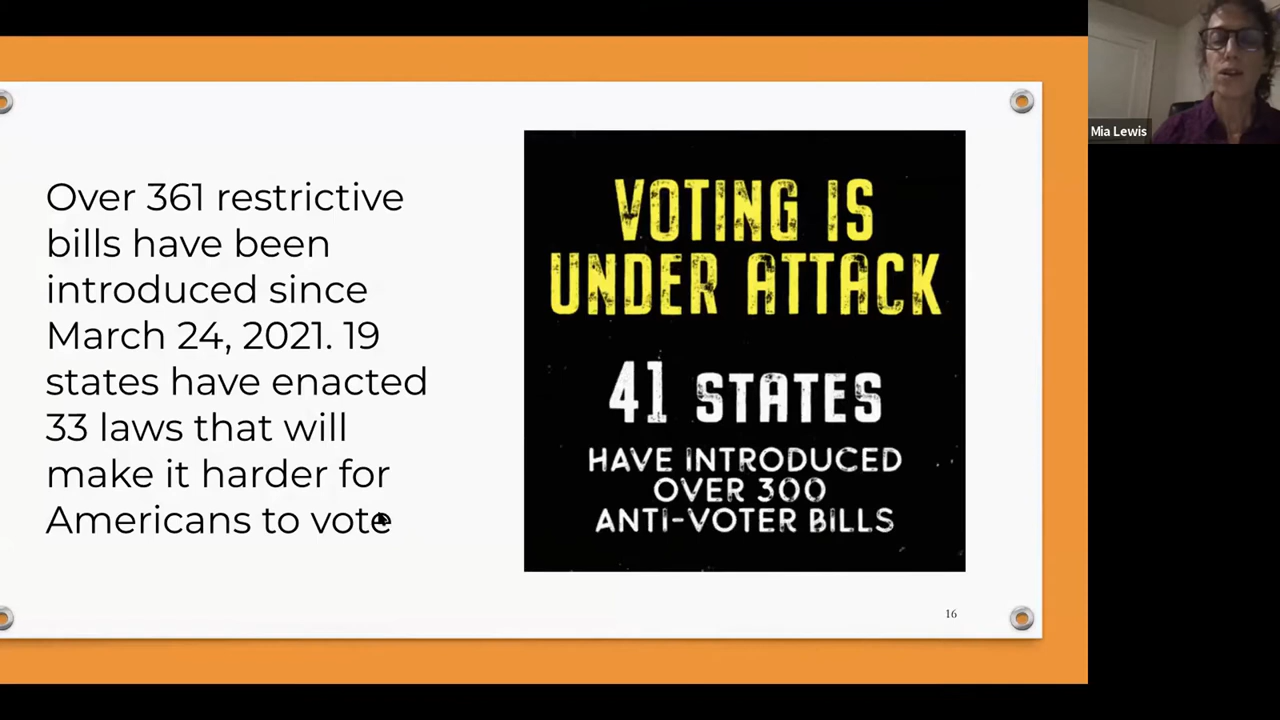 Over 361 restrictive
bills have been
introduced since
March 24, 2021. 19
states have enacted
33 laws that will
make it harder for
Americans to vote
VOTING IS
UNDER ATTACK
41 STATES
HAVE INTRODUCED
OVER 300
ANTI-VOTER BILLS
16
Mia Lewis